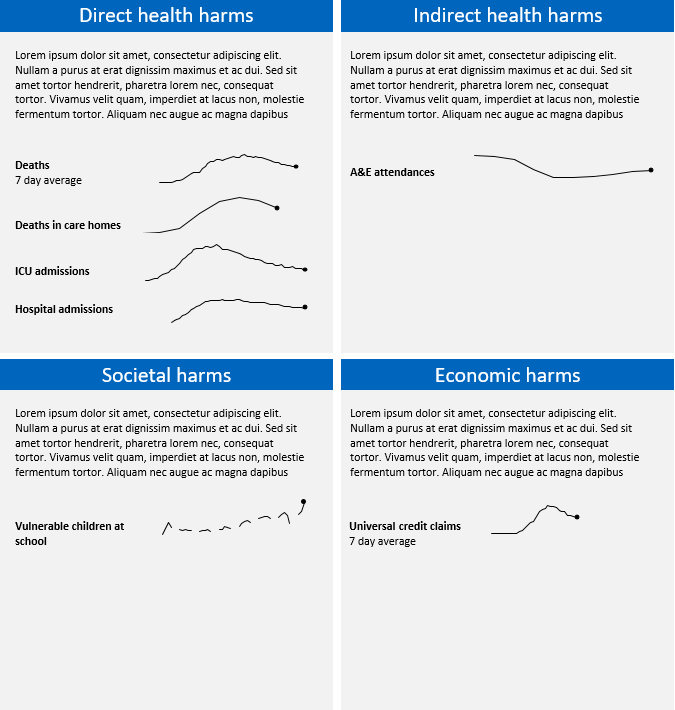 Direct health harms
Lorem ipsum dolor sit amet, consectetur adipiscing elit.
Nullam a purus at erat dignissim maximus et ac dui. Sed sit
amet tortor hendrerit, pharetra lorem nec, consequat
tortor. Vivamus velit quam, imperdiet at lacus non, molestie
fermentum tortor. Aliquam nec augue ac magna dapibus
Deaths
7 day average
Deaths in care homes
ICU admissions
Hospital admissions
Indirect health harms
Lorem ipsum dolor sit amet, consectetur adipiscing elit.
Nullam a purus at erat dignissim maximus et ac dui. Sed sit
amet tortor hendrerit, pharetra lorem nec, consequat
tortor. Vivamus velit quam, imperdiet at lacus non, molestie
fermentum tortor. Aliquam nec augue ac magna dapibus
A&E attendances
Societal harms
Lorem ipsum dolor sit amet, consectetur adipiscing elit.
Nullam a purus at erat dignissim maximus et ac dui. Sed sit
amet tortor hendrerit, pharetra lorem nec, consequat
tortor. Vivamus velit quam, imperdiet at lacus non, molestie
fermentum tortor. Aliquam nec augue ac magna dapibus
Vulnerable children at
school
Economic harms
Lorem ipsum dolor sit amet, consectetur adipiscing elit.
Nullam a purus at erat dignissim maximus et ac dui. Sed sit
amet tortor hendrerit, pharetra lorem nec, consequat
tortor. Vivamus velit quam, imperdiet at lacus non, molestie
fermentum tortor. Aliquam nec augue ac magna dapibus
Universal credit claims
7 day average